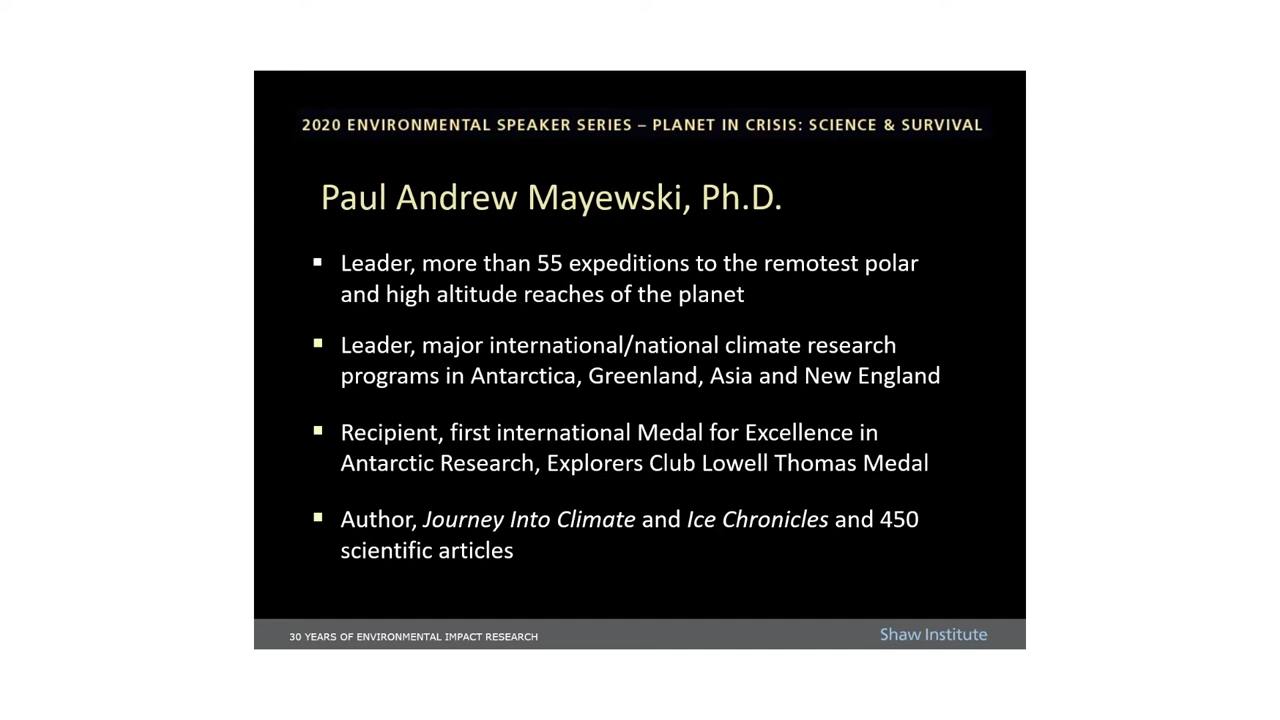 2020 ENVIRONMENTAL SPEAKER SERIES – PLANET IN CRISIS: SCIENCE & SURVIVAL
Paul Andrew Mayewski, Ph.D.
▪ Leader, more than 55 expeditions to the remotest polar
and high altitude reaches of the planet
▪ Leader, major international/national climate research
programs in Antarctica, Greenland, Asia and New England
▪ Recipient, first international Medal for Excellence in
Antarctic Research, Explorers Club Lowell Thomas Medal
▪ Author, Journey Into Climate and Ice Chronicles and 450
scientific articles
30 YEARS OF ENVIRONMENTAL IMPACT RESEARCH
Shaw Institute